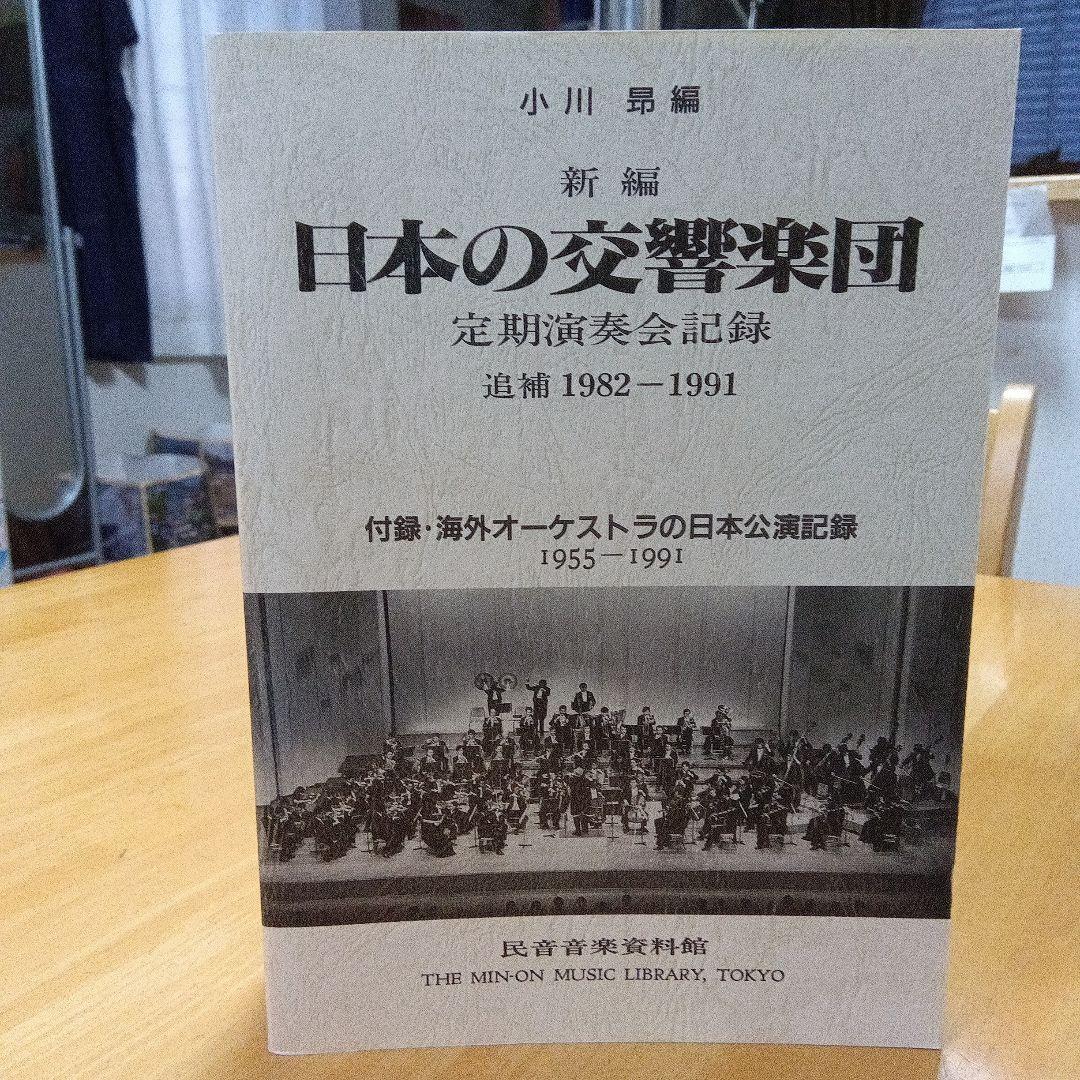 小川 昻編
新編
日本の交響楽団
定期演奏会記録
追補 1982－1991
付録・海外オーケストラの日本公演記録
1955－1991
民音音楽資料館
THE MIN-ON MUSIC LIBRARY, TOKYO